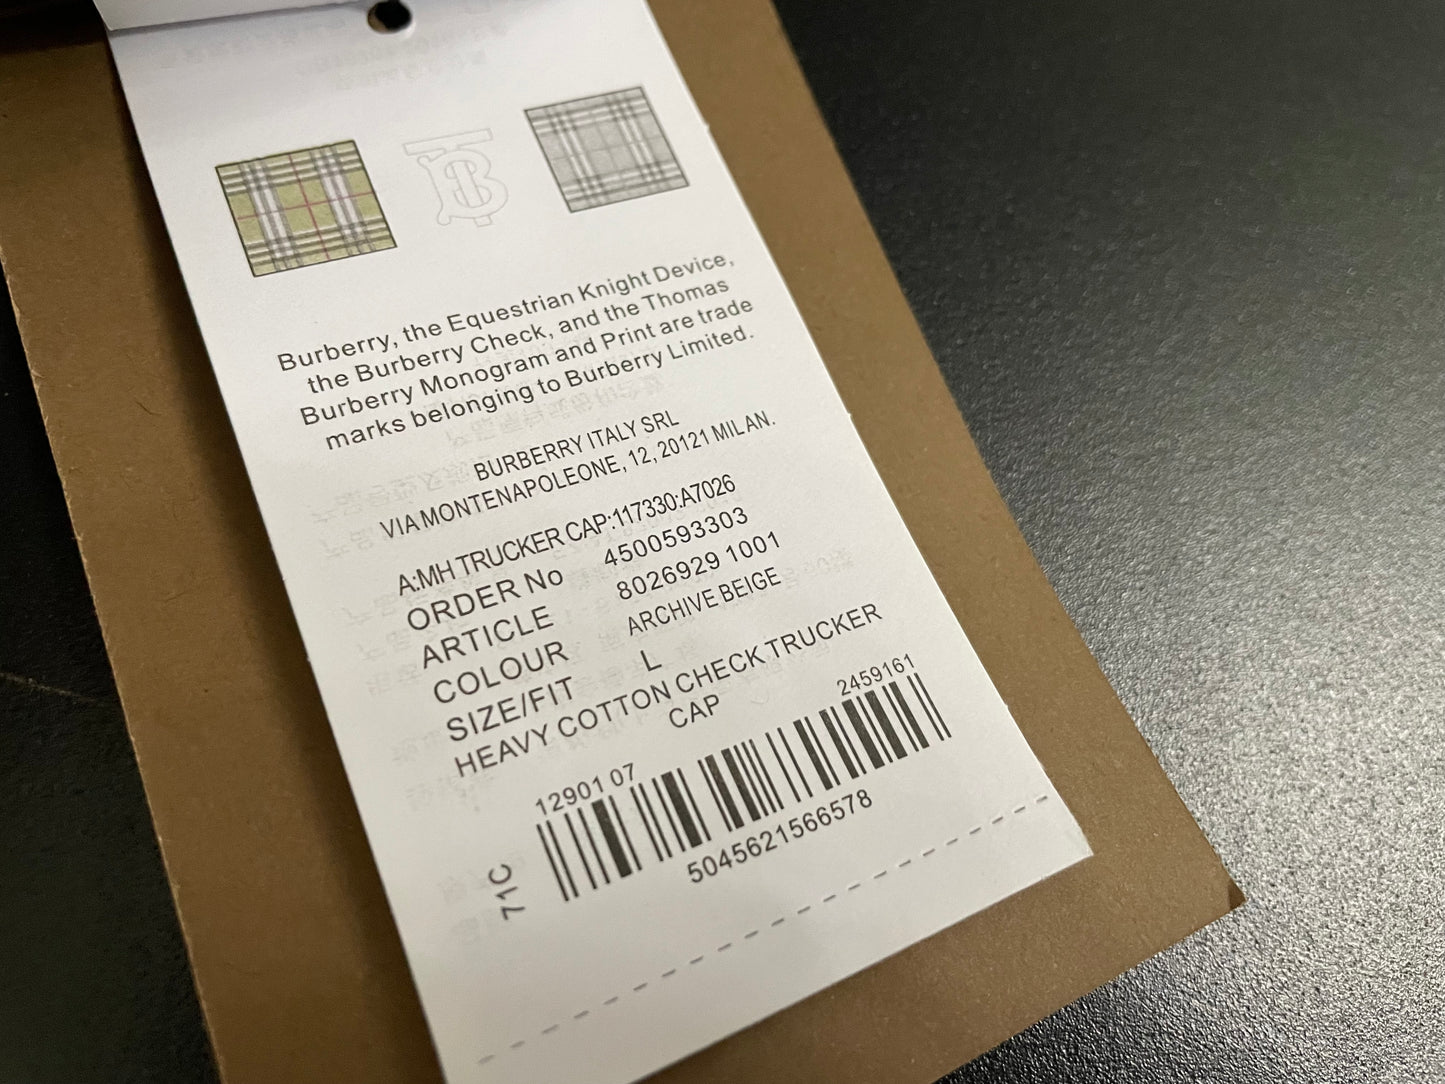 Burberry, the Equestrian Knight Device,
the Burberry Check, and the Thomas
Burberry Monogram and Print are trade
marks belonging to Burberry Limited.
BURBERRY ITALY SRL
VIA MONTENAPOLEONE, 12, 20121 MILAN.
A:MH TRUCKER CAP:117330:A7026
ORDER No 4500593303
ARTICLE 8026929 1001
COLOUR ARCHIVE BEIGE
SIZE/FIT L
HEAVY COTTON CHECK TRUCKER
CAP
12901 07 2459161
71C
5045621566578